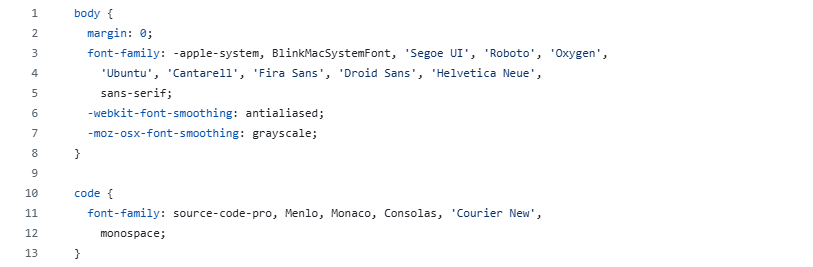 1 body {
2   margin: 0;
3   font-family: -apple-system, BlinkMacSystemFont, 'Segoe UI', 'Roboto', 'Oxygen',
4     'Ubuntu', 'Cantarell', 'Fira Sans', 'Droid Sans', 'Helvetica Neue',
5     sans-serif;
6   -webkit-font-smoothing: antialiased;
7   -moz-osx-font-smoothing: grayscale;
8 }
9
10 code {
11   font-family: source-code-pro, Menlo, Monaco, Consolas, 'Courier New',
12     monospace;
13 }